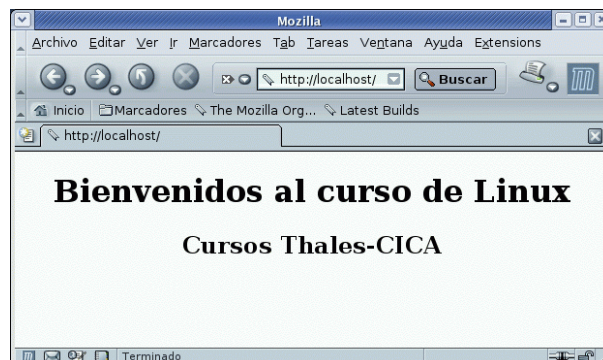 Mozilla
Archivo Editar Ver Ir Marcadores Tab Tareas Ventana Ayuda Extensions
http://localhost/ Buscar
Inicio Marcadores The Mozilla Org... Latest Builds
http://localhost/
Bienvenidos al curso de Linux
Cursos Thales-CICA
Terminado